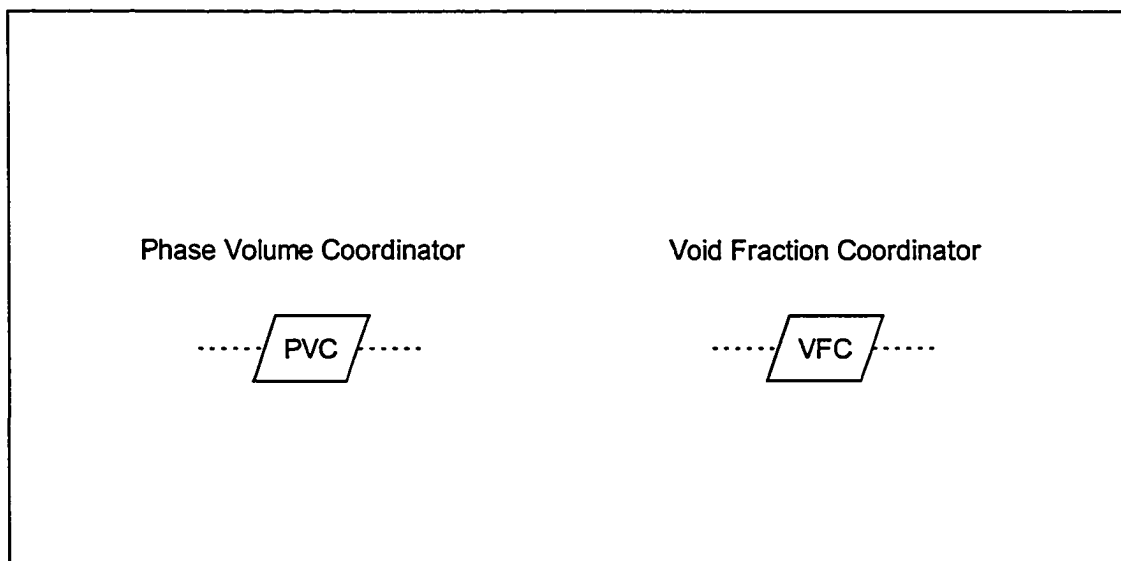 Phase Volume Coordinator
Void Fraction Coordinator
PVC
VFC